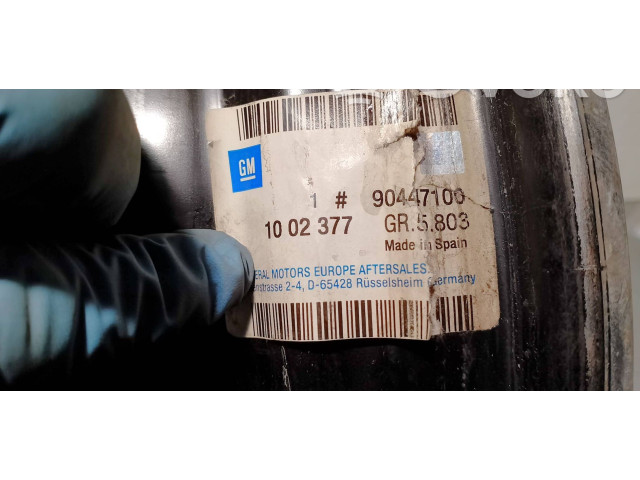 GM
1 # 90447100
10 02 377 GR.5.803
Made in Spain
ERAL MOTORS EUROPE AFTERSALES
nstrasse 2-4, D-65428 Rüsselsheim Germany